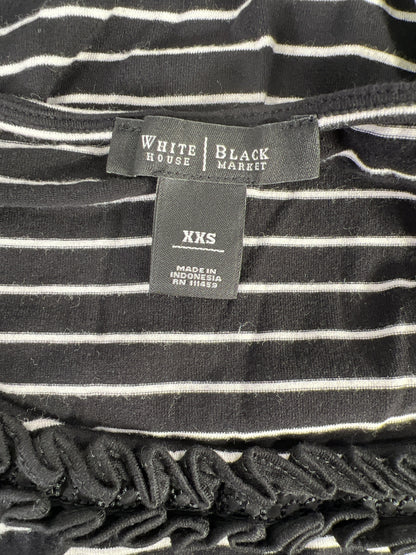 WHITE | BLACK
HOUSE | MARKET
XXS
MADE IN
INDONESIA
RN 111459